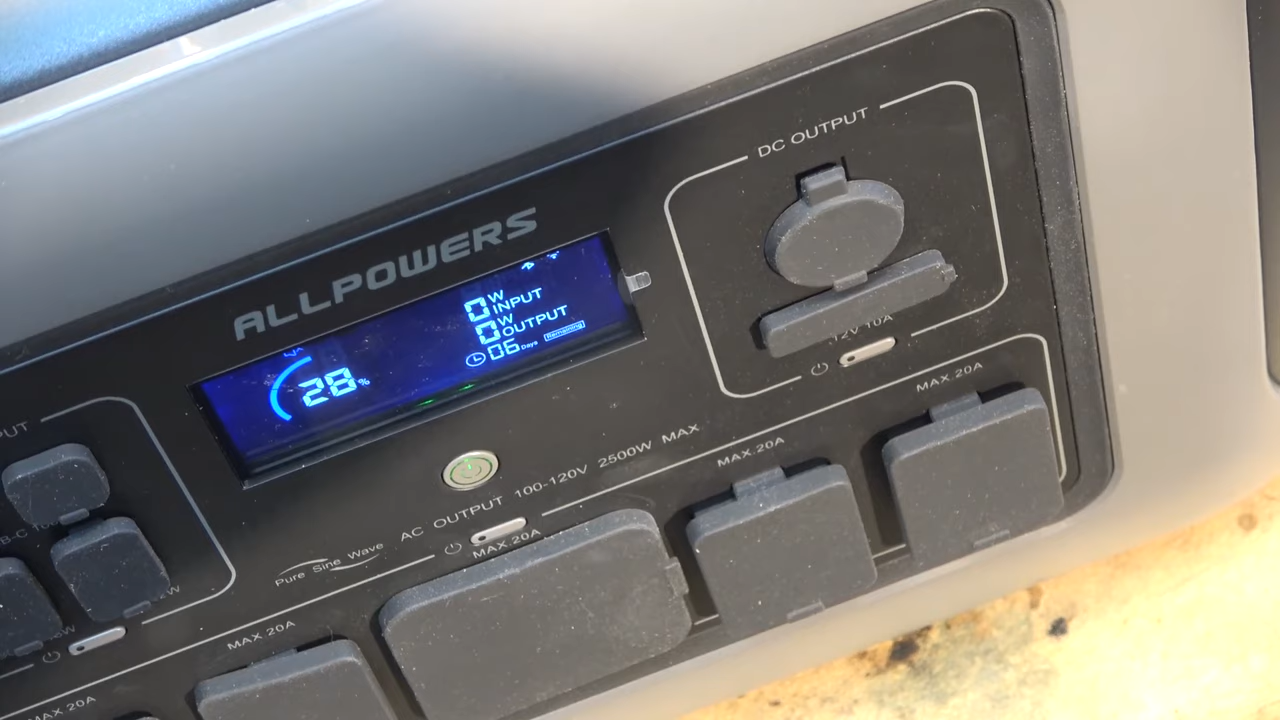 DC OUTPUT
ALLPOWERS
0W
INPUT
0W
OUTPUT
06 Days Remaining
28%
12V 10A
MAX.20A
MAX.20A
AC OUTPUT 100-120V 2500W MAX
MAX.20A
Pure Sine Wave
MAX.20A
MAX.20A